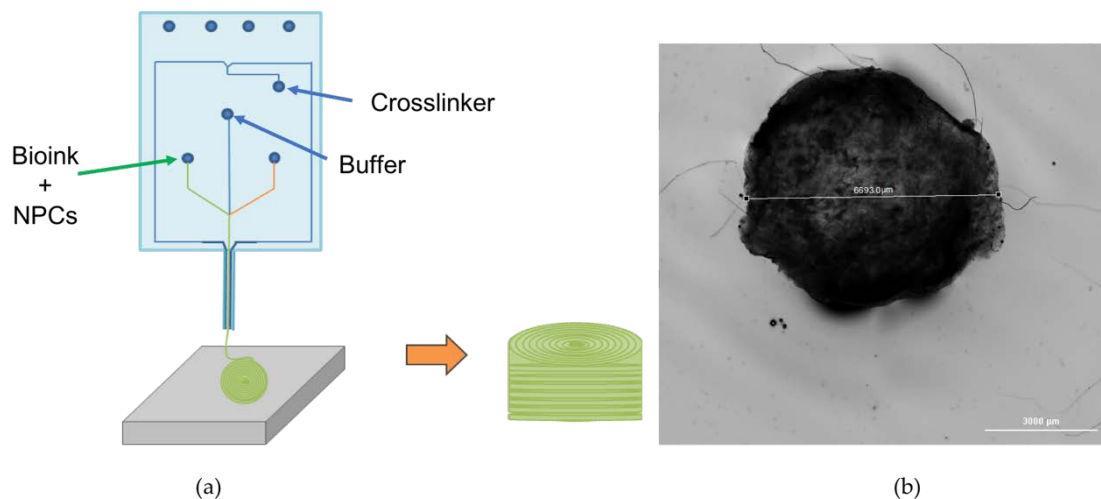 Crosslinker
Buffer
Bioink
+
NPCs
6693.0µm
3000 µm
(a)
(b)